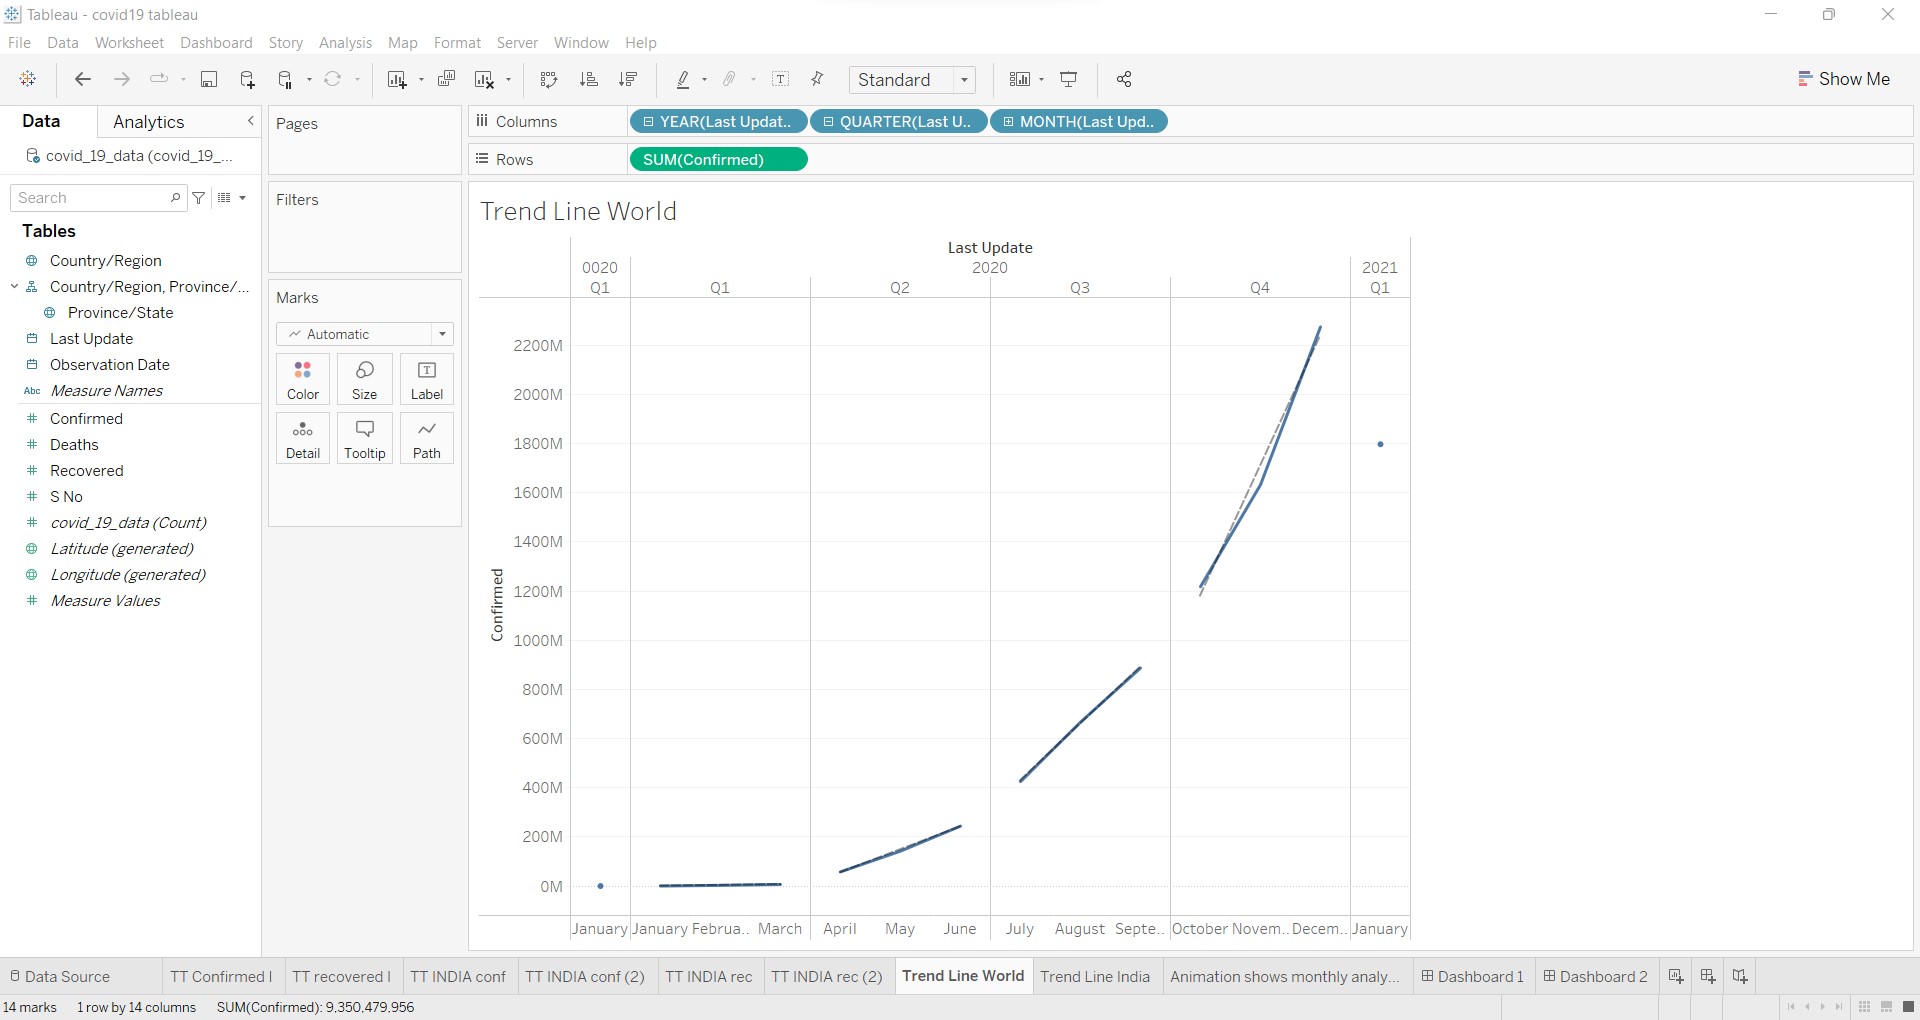 Tableau - covid19 tableau
File Data Worksheet Dashboard Story Analysis Map Format Server Window Help
Standard
Show Me
Data Analytics
covid_19_data (covid_19_...
Search
Tables
Country/Region
Country/Region, Province/...
Province/State
Last Update
Observation Date
Abc Measure Names
Confirmed
Deaths
Recovered
S No
covid_19_data (Count)
Latitude (generated)
Longitude (generated)
Measure Values
Pages
Filters
Marks
Automatic
Color Size Label
Detail Tooltip Path
Columns YEAR(Last Updat.. QUARTER(Last U.. MONTH(Last Upd..
Rows SUM(Confirmed)
Trend Line World
Last Update
0020 2020 2021
Q1 Q1 Q2 Q3 Q4 Q1
2200M
2000M
1800M
1600M
1400M
1200M
1000M
800M
600M
400M
200M
0M
Confirmed
January January Februa.. March April May June July August Septe.. October Novem.. Decem.. January
Data Source TT Confirmed I TT recovered I TT INDIA conf TT INDIA conf (2) TT INDIA rec TT INDIA rec (2) Trend Line World Trend Line India Animation shows monthly analy... Dashboard 1 Dashboard 2
14 marks 1 row by 14 columns SUM(Confirmed): 9,350,479,956